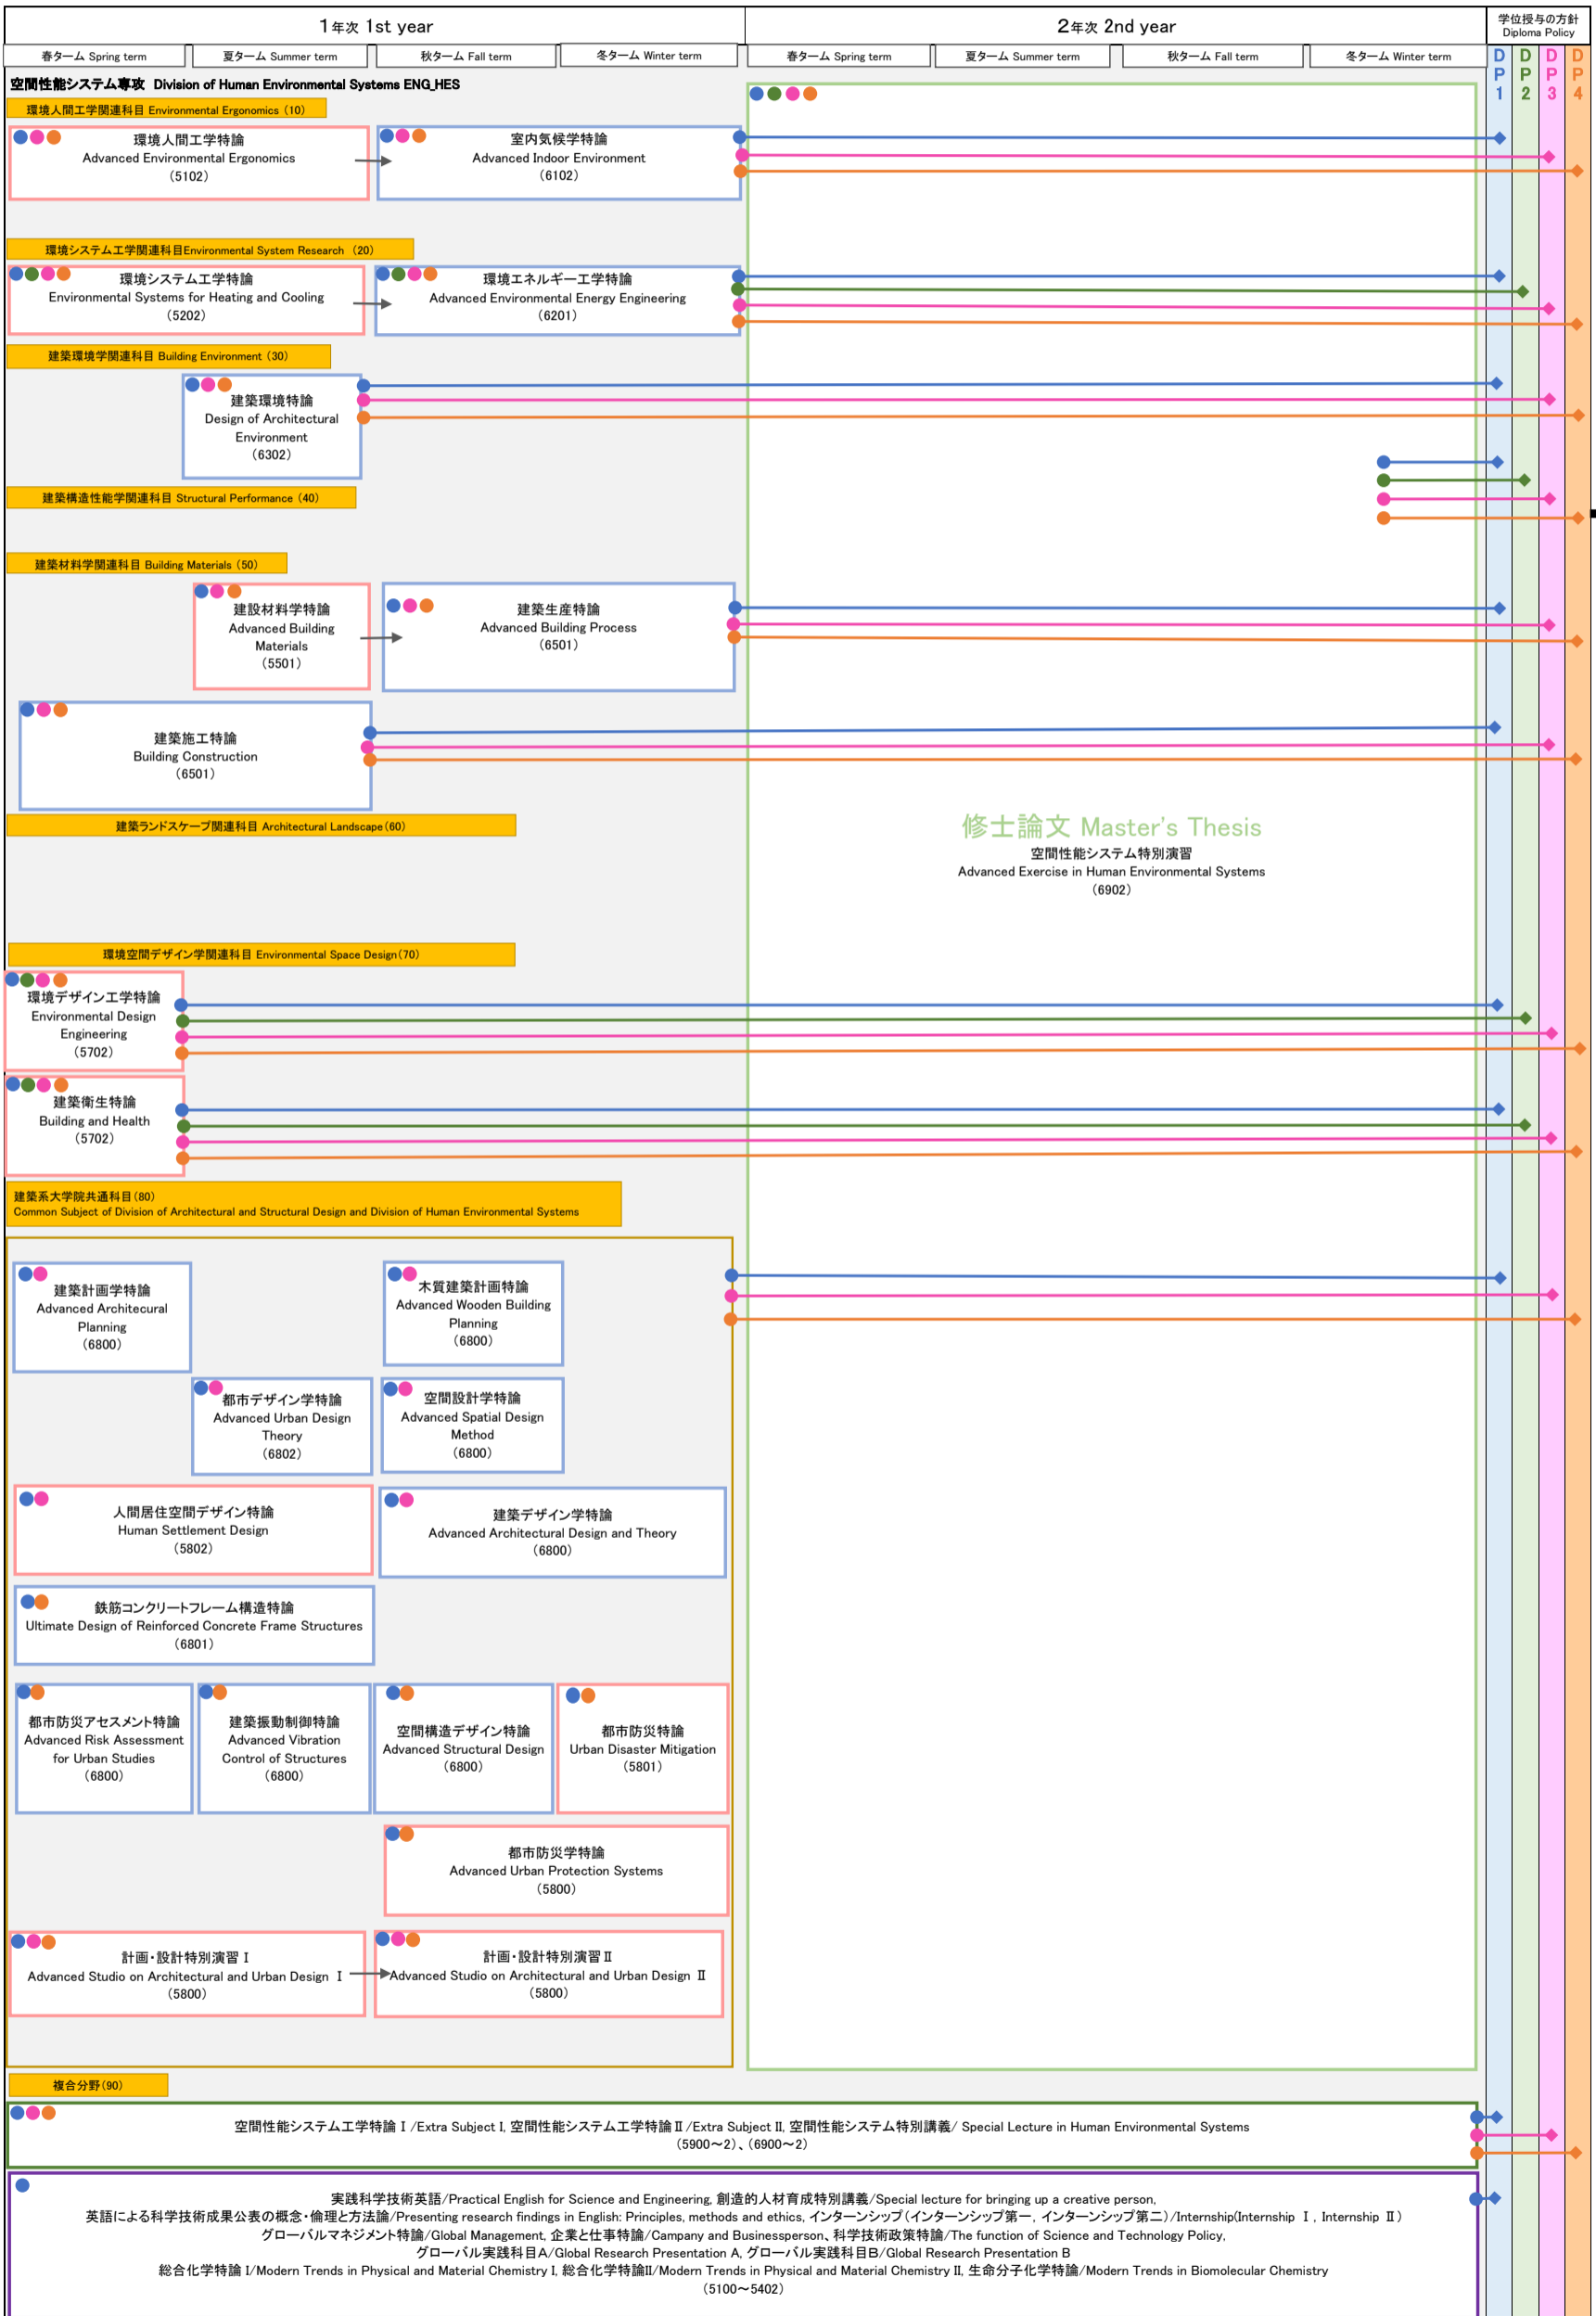 1年次 1st year
2年次 2nd year
学位授与の方針
Diploma Policy
春ターム Spring term
夏ターム Summer term
秋ターム Fall term
冬ターム Winter term
春ターム Spring term
夏ターム Summer term
秋ターム Fall term
冬ターム Winter term
DP1
DP2
DP3
DP4
空間性能システム専攻 Division of Human Environmental Systems ENG_HES
環境人間工学関連科目 Environmental Ergonomics (10)
環境人間工学特論
Advanced Environmental Ergonomics
(5102)
室内気候学特論
Advanced Indoor Environment
(6102)
環境システム工学関連科目Environmental System Research (20)
環境システム工学特論
Environmental Systems for Heating and Cooling
(5202)
環境エネルギー工学特論
Advanced Environmental Energy Engineering
(6201)
建築環境学関連科目 Building Environment (30)
建築環境特論
Design of Architectural
Environment
(6302)
建築構造性能学関連科目 Structural Performance (40)
建築材料学関連科目 Building Materials (50)
建設材料学特論
Advanced Building
Materials
(5501)
建築生産特論
Advanced Building Process
(6501)
建築施工特論
Building Construction
(6501)
建築ランドスケープ関連科目 Architectural Landscape(60)
修士論文 Master's Thesis
空間性能システム特別演習
Advanced Exercise in Human Environmental Systems
(6902)
環境空間デザイン学関連科目 Environmental Space Design(70)
環境デザイン工学特論
Environmental Design
Engineering
(5702)
建築衛生特論
Building and Health
(5702)
建築系大学院共通科目(80)
Common Subject of Division of Architectural and Structural Design and Division of Human Environmental Systems
建築計画学特論
Advanced Architecural
Planning
(6800)
木質建築計画特論
Advanced Wooden Building
Planning
(6800)
都市デザイン学特論
Advanced Urban Design
Theory
(6802)
空間設計学特論
Advanced Spatial Design
Method
(6800)
人間居住空間デザイン特論
Human Settlement Design
(5802)
建築デザイン学特論
Advanced Architectural Design and Theory
(6800)
鉄筋コンクリートフレーム構造特論
Ultimate Design of Reinforced Concrete Frame Structures
(6801)
都市防災アセスメント特論
Advanced Risk Assessment
for Urban Studies
(6800)
建築振動制御特論
Advanced Vibration
Control of Structures
(6800)
空間構造デザイン特論
Advanced Structural Design
(6800)
都市防災特論
Urban Disaster Mitigation
(5801)
都市防災学特論
Advanced Urban Protection Systems
(5800)
計画・設計特別演習Ⅰ
Advanced Studio on Architectural and Urban Design Ⅰ
(5800)
計画・設計特別演習Ⅱ
Advanced Studio on Architectural and Urban Design Ⅱ
(5800)
複合分野(90)
空間性能システム工学特論Ⅰ/Extra Subject I, 空間性能システム工学特論Ⅱ/Extra Subject II, 空間性能システム特別講義/ Special Lecture in Human Environmental Systems
(5900～2)、(6900～2)
実践科学技術英語/Practical English for Science and Engineering, 創造的人材育成特別講義/Special lecture for bringing up a creative person,
英語による科学技術成果公表の概念・倫理と方法論/Presenting research findings in English: Principles, methods and ethics, インターンシップ(インターンシップ第一, インターンシップ第二)/Internship(Internship Ⅰ, Internship Ⅱ)
グローバルマネジメント特論/Global Management, 企業と仕事特論/Campany and Businessperson、科学技術政策特論/The function of Science and Technology Policy,
グローバル実践科目A/Global Research Presentation A, グローバル実践科目B/Global Research Presentation B
総合化学特論 I/Modern Trends in Physical and Material Chemistry I, 総合化学特論II/Modern Trends in Physical and Material Chemistry II, 生命分子化学特論/Modern Trends in Biomolecular Chemistry
(5100～5402)